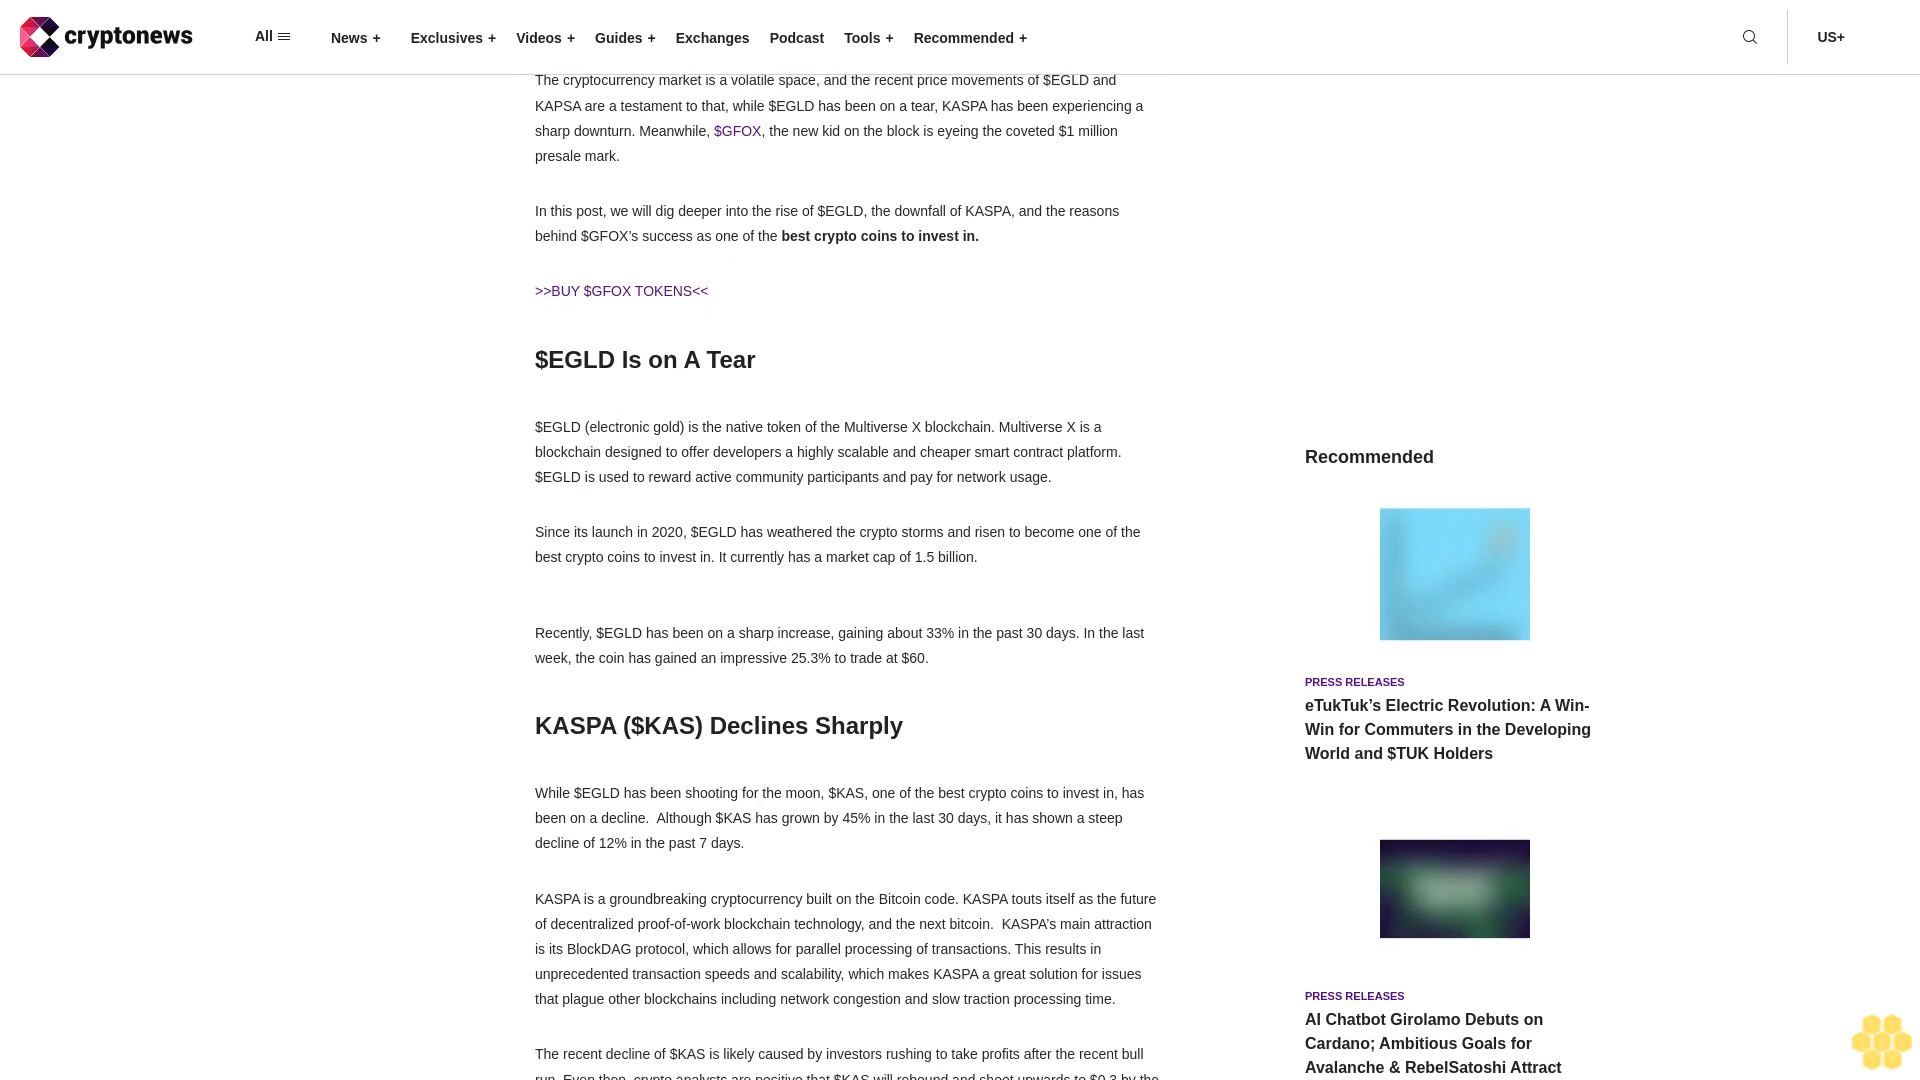 cryptonews
All
News +
Exclusives +
Videos +
Guides +
Exchanges
Podcast
Tools +
Recommended +
US+
The cryptocurrency market is a volatile space, and the recent price movements of $EGLD and
KAPSA are a testament to that, while $EGLD has been on a tear, KASPA has been experiencing a
sharp downturn. Meanwhile, $GFOX, the new kid on the block is eyeing the coveted $1 million
presale mark.
In this post, we will dig deeper into the rise of $EGLD, the downfall of KASPA, and the reasons
behind $GFOX’s success as one of the best crypto coins to invest in.
>>BUY $GFOX TOKENS<<
$EGLD Is on A Tear
$EGLD (electronic gold) is the native token of the Multiverse X blockchain. Multiverse X is a
blockchain designed to offer developers a highly scalable and cheaper smart contract platform.
$EGLD is used to reward active community participants and pay for network usage.
Since its launch in 2020, $EGLD has weathered the crypto storms and risen to become one of the
best crypto coins to invest in. It currently has a market cap of 1.5 billion.
Recently, $EGLD has been on a sharp increase, gaining about 33% in the past 30 days. In the last
week, the coin has gained an impressive 25.3% to trade at $60.
KASPA ($KAS) Declines Sharply
While $EGLD has been shooting for the moon, $KAS, one of the best crypto coins to invest in, has
been on a decline.  Although $KAS has grown by 45% in the last 30 days, it has shown a steep
decline of 12% in the past 7 days.
KASPA is a groundbreaking cryptocurrency built on the Bitcoin code. KASPA touts itself as the future
of decentralized proof-of-work blockchain technology, and the next bitcoin.  KASPA’s main attraction
is its BlockDAG protocol, which allows for parallel processing of transactions. This results in
unprecedented transaction speeds and scalability, which makes KASPA a great solution for issues
that plague other blockchains including network congestion and slow traction processing time.
The recent decline of $KAS is likely caused by investors rushing to take profits after the recent bull
run. Even then, crypto analysts are positive that $KAS will rebound and shoot upwards to $0.3 by the
Recommended
PRESS RELEASES
eTukTuk’s Electric Revolution: A Win-
Win for Commuters in the Developing
World and $TUK Holders
PRESS RELEASES
AI Chatbot Girolamo Debuts on
Cardano; Ambitious Goals for
Avalanche & RebelSatoshi Attract